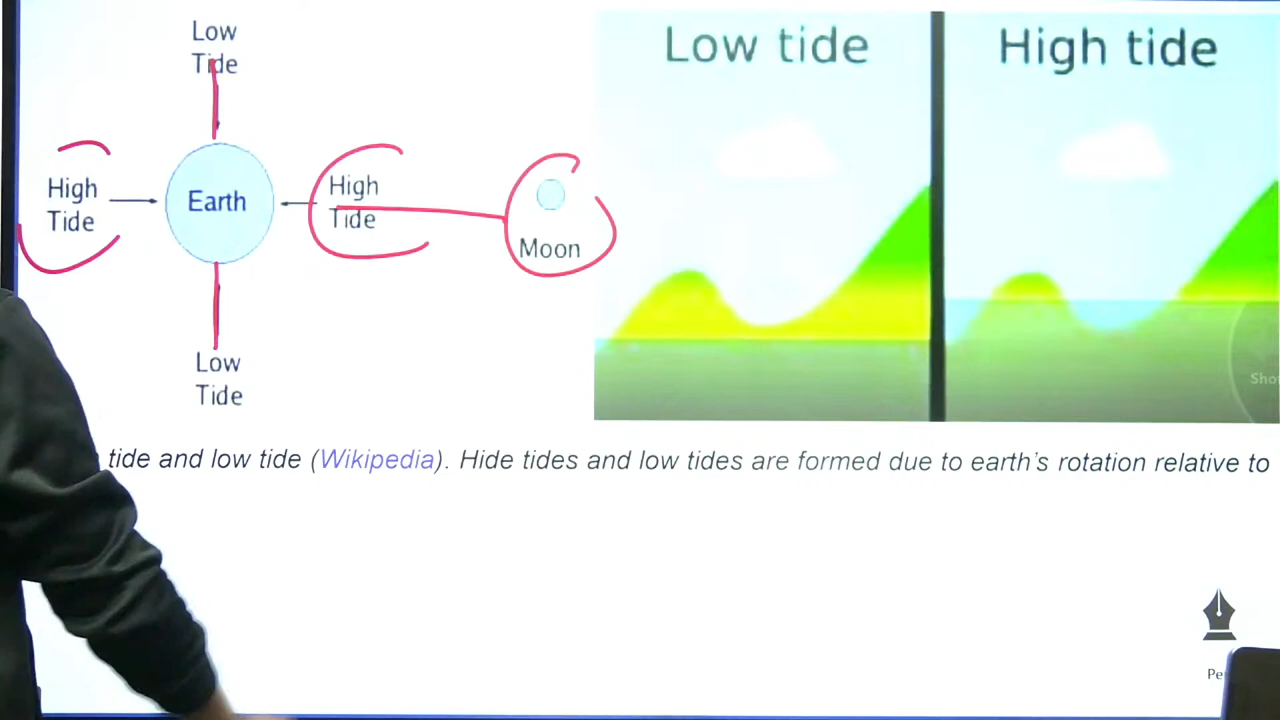 Low
Tide
High
Tide
Earth
High
Tide
Moon
Low
Tide
Low tide
High tide
tide and low tide (Wikipedia). Hide tides and low tides are formed due to earth's rotation relative to